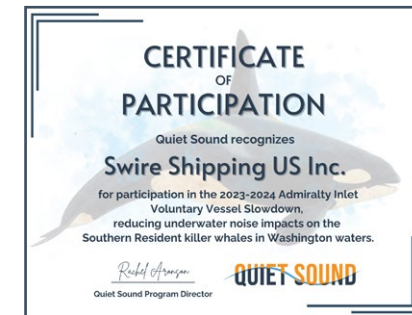 CERTIFICATE
OF
PARTICIPATION
Quiet Sound recognizes
Swire Shipping US Inc.
for participation in the 2023-2024 Admiralty Inlet
Voluntary Vessel Slowdown,
reducing underwater noise impacts on the
Southern Resident killer whales in Washington waters.
Rachel Aronson
QUIET SOUND
Quiet Sound Program Director